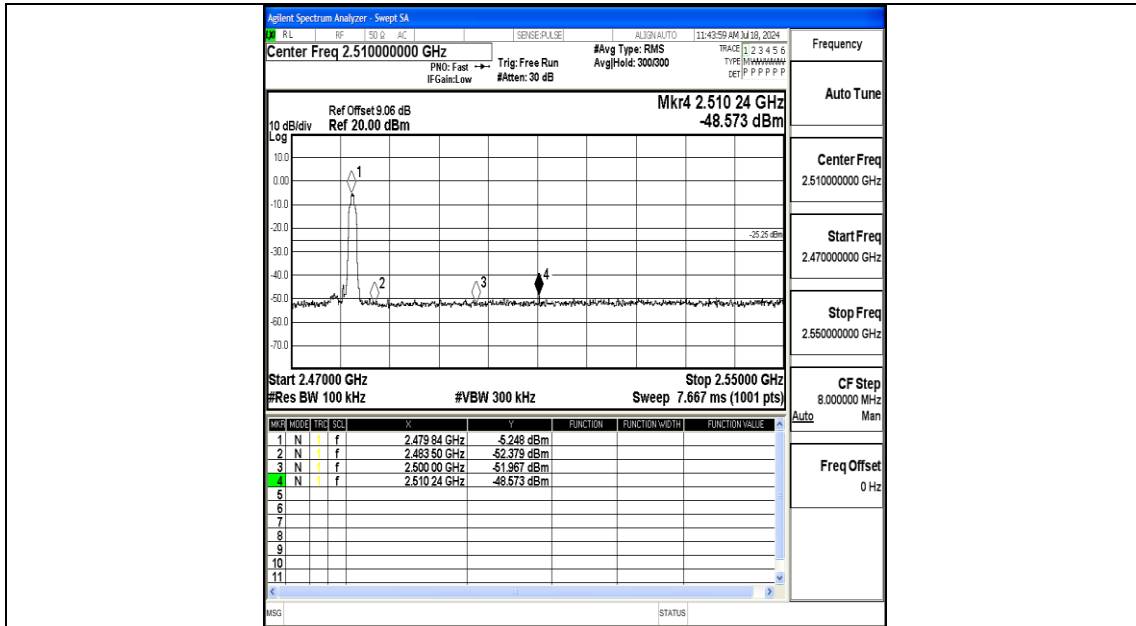 Agilent Spectrum Analyzer - Swept SA
RL RF 50 Ω AC SENSE:PULSE ALIGNAUTO 11:43:59 AM Jul 18, 2024
Center Freq 2.510000000 GHz
PNO: Fast
IFGain:Low
Trig: Free Run
#Atten: 30 dB
#Avg Type: RMS
Avg|Hold: 300/300
TRACE 1 2 3 4 5 6
TYPE MWWWWW
DET P P P P P P
Frequency
Auto Tune
Center Freq
2.510000000 GHz
Start Freq
2.470000000 GHz
Stop Freq
2.550000000 GHz
CF Step
8.000000 MHz
Auto Man
Freq Offset
0 Hz
Mkr4 2.510 24 GHz
-48.573 dBm
Ref Offset 9.06 dB
10 dB/div Ref 20.00 dBm
Log
10.0
0.00
-10.0
-20.0
-30.0
-40.0
-50.0
-60.0
-70.0
1
2
3
4
-25.25 dBm
Start 2.47000 GHz Stop 2.55000 GHz
#Res BW 100 kHz #VBW 300 kHz Sweep 7.667 ms (1001 pts)
MKR MODE TRC SCL X Y FUNCTION FUNCTION WIDTH FUNCTION VALUE
1 N 1 f 2.479 84 GHz -5.248 dBm
2 N 1 f 2.483 50 GHz -52.379 dBm
3 N 1 f 2.500 00 GHz -51.967 dBm
4 N 1 f 2.510 24 GHz -48.573 dBm
5
6
7
8
9
10
11
MSG STATUS